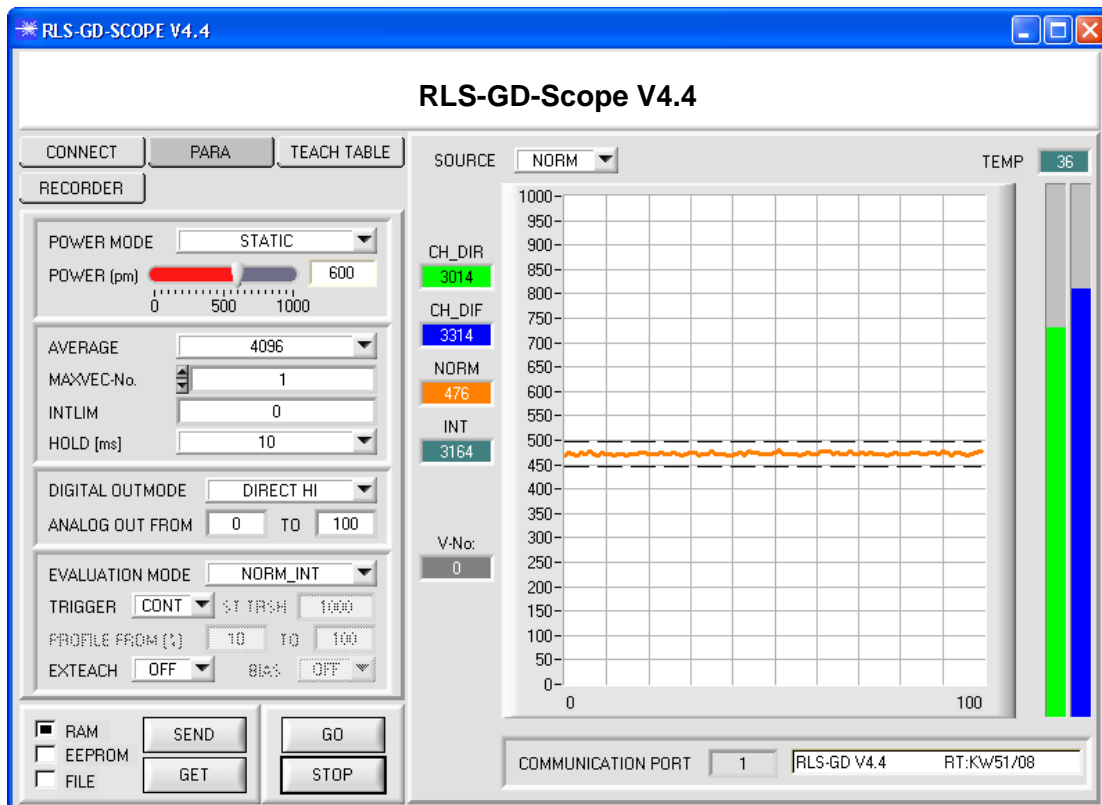 RLS-GD-SCOPE V4.4
RLS-GD-Scope V4.4
CONNECT
PARA
TEACH TABLE
RECORDER
POWER MODE STATIC
POWER (pm) 600
0 500 1000
AVERAGE 4096
MAXVEC-No. 1
INTLIM 0
HOLD [ms] 10
DIGITAL OUTMODE DIRECT HI
ANALOG OUT FROM 0 TO 100
EVALUATION MODE NORM_INT
TRIGGER CONT ST TRSH 1000
PROFILE FROM (%) 10 TO 100
EXTEACH OFF BIAS OFF
RAM
EEPROM
FILE
SEND
GET
GO
STOP
SOURCE NORM
TEMP 36
CH_DIR
3014
CH_DIF
3314
NORM
476
INT
3164
V-No:
0
1000
950
900
850
800
750
700
650
600
550
500
450
400
350
300
250
200
150
100
50
0
0 100
COMMUNICATION PORT 1 RLS-GD V4.4 RT:KW51/08